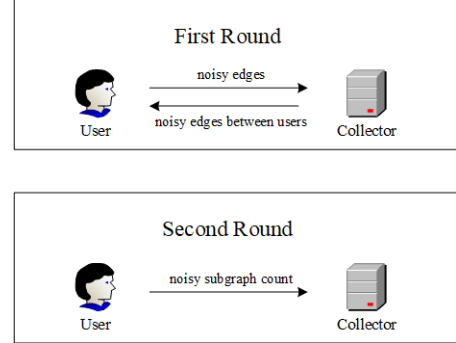 First Round
noisy edges
noisy edges between users
User
Collector
Second Round
noisy subgraph count
User
Collector